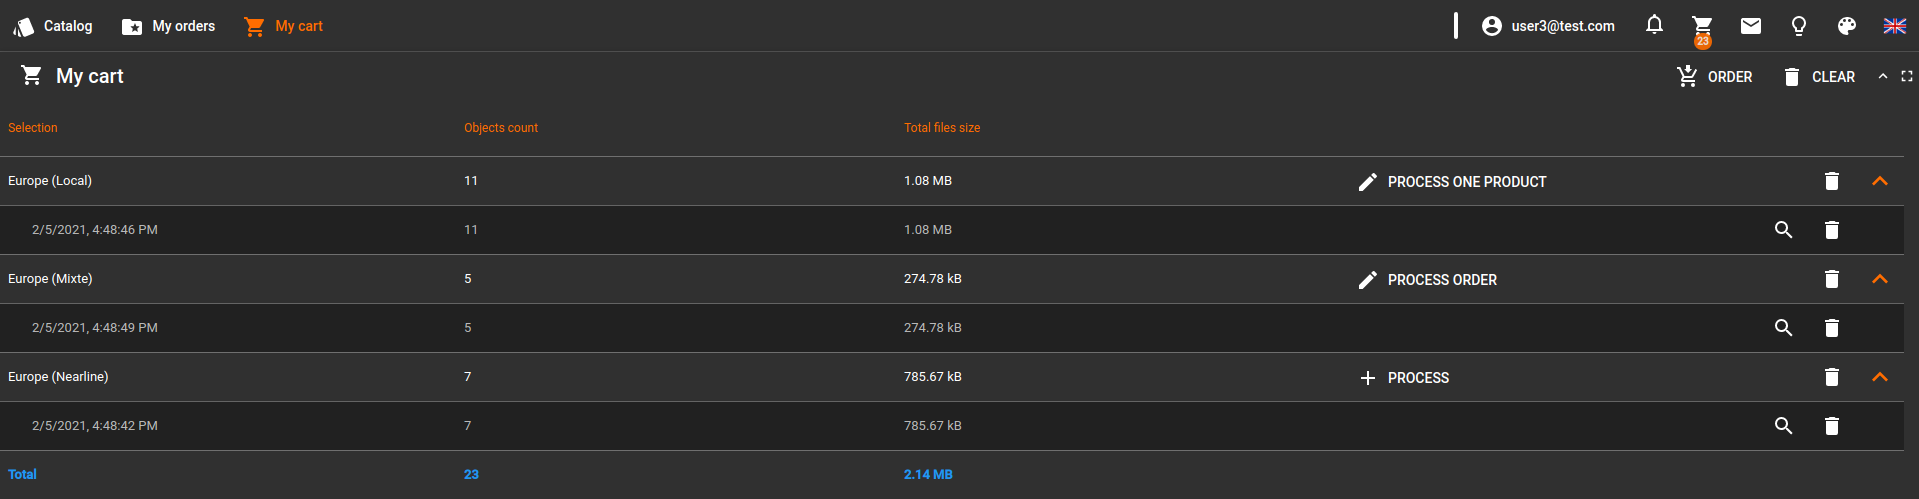 Catalog My orders My cart user3@test.com
23
My cart ORDER CLEAR
Selection Objects count Total files size
Europe (Local) 11 1.08 MB PROCESS ONE PRODUCT
2/5/2021, 4:48:46 PM 11 1.08 MB
Europe (Mixte) 5 274.78 kB PROCESS ORDER
2/5/2021, 4:48:49 PM 5 274.78 kB
Europe (Nearline) 7 785.67 kB PROCESS
2/5/2021, 4:48:42 PM 7 785.67 kB
Total 23 2.14 MB